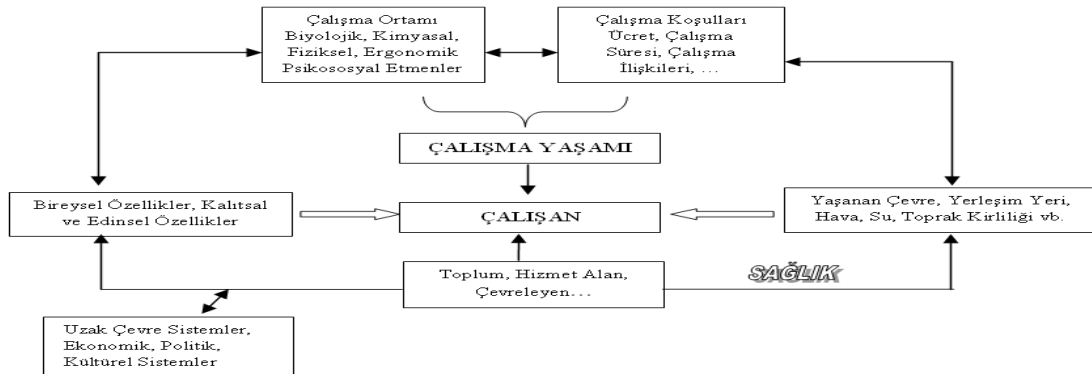 Çalışma Ortamı
Biyolojik, Kimyasal,
Fiziksel, Ergonomik
Psikososyal Etmenler
Çalışma Koşulları
Ücret, Çalışma
Süresi, Çalışma
İlişkileri, ...
ÇALIŞMA YAŞAMI
Bireysel Özellikler, Kalıtsal
ve Edinsel Özellikler
ÇALIŞAN
Yaşanan Çevre, Yerleşim Yeri,
Hava, Su, Toprak Kirliliği vb.
Toplum, Hizmet Alan,
Çevreleyen...
SAĞLIK
Uzak Çevre Sistemler,
Ekonomik, Politik,
Kültürel Sistemler